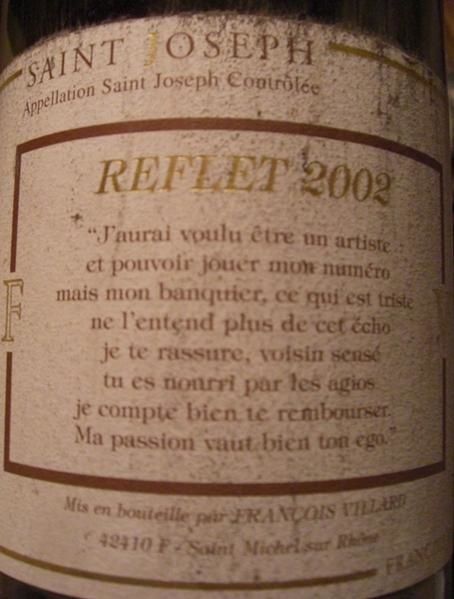 SAINT JOSEPH
Appellation Saint Joseph Contrôlée
REFLET 2002
"J'aurai voulu être un artiste
et pouvoir jouer mon numéro
mais mon banquier, ce qui est triste
ne l'entend plus de cet écho
je te rassure, voisin sensé
tu es nourri par les agios
je compte bien te rembourser.
Ma passion vaut bien ton ego."
F
Mis en bouteille par FRANÇOIS VILLARD
42410 F - Saint Michel sur Rhône